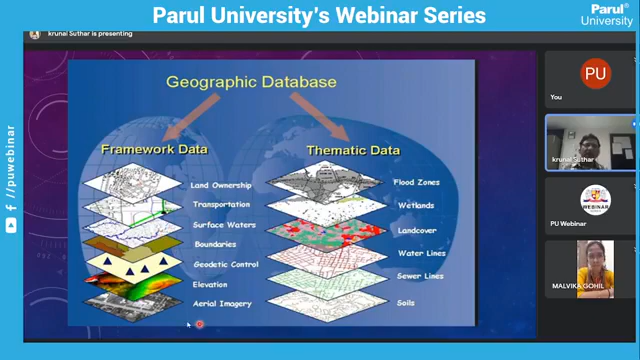 Parul University's Webinar Series
Parul®
University
krunal Suthar is presenting
Geographic Database
Framework Data
Thematic Data
Land Ownership
Transportation
Surface Waters
Boundaries
Geodetic Control
Elevation
Aerial Imagery
Flood Zones
Wetlands
Landcover
Water Lines
Sewer Lines
Soils
PU
You
krunal Suthar
WEBINAR
PU Webinar
MALVIKA GOHIL
/puwebinar